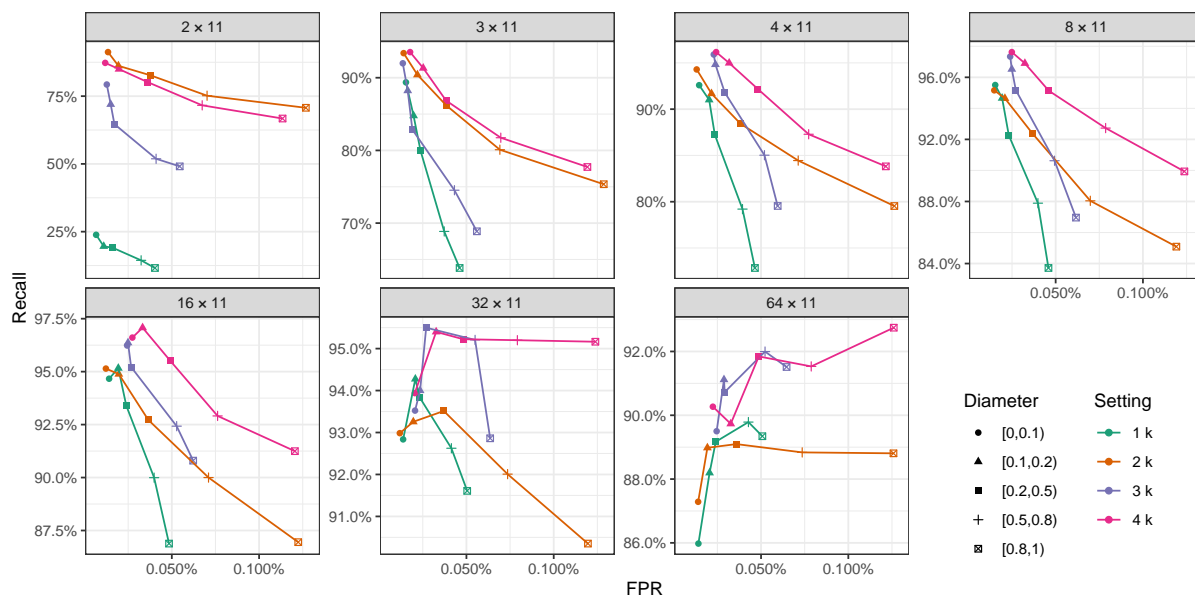 2 × 11
3 × 11
4 × 11
8 × 11
75%
50%
25%
90%
80%
70%
90%
80%
96.0%
92.0%
88.0%
84.0%
0.050%
0.100%
Recall
16 × 11
32 × 11
64 × 11
97.5%
95.0%
92.5%
90.0%
87.5%
95.0%
94.0%
93.0%
92.0%
91.0%
92.0%
90.0%
88.0%
86.0%
0.050%
0.100%
0.050%
0.100%
0.050%
0.100%
FPR
Diameter
[0,0.1)
[0.1,0.2)
[0.2,0.5)
[0.5,0.8)
[0.8,1)
Setting
1 k
2 k
3 k
4 k